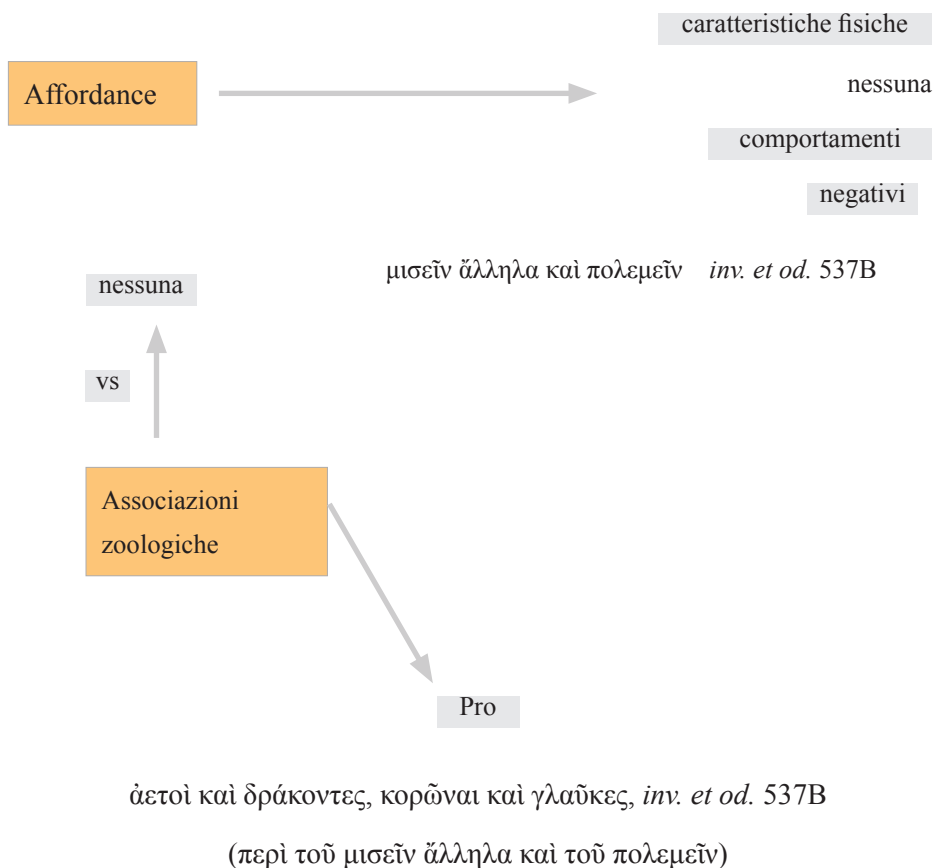 caratteristiche fisiche
Affordance
nessuna
comportamenti
negativi
μισεῖν ἄλληλα καὶ πολεμεῖν inv. et od. 537B
nessuna
vs
Associazioni
zoologiche
Pro
ἀετοὶ καὶ δράκοντες, κορῶναι καὶ γλαῦκες, inv. et od. 537B
(περὶ τοῦ μισεῖν ἄλληλα καὶ τοῦ πολεμεῖν)